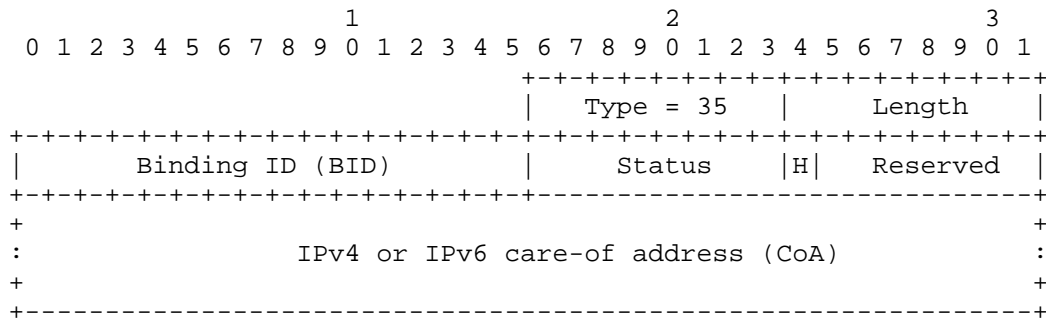 1                   2                   3
 0 1 2 3 4 5 6 7 8 9 0 1 2 3 4 5 6 7 8 9 0 1 2 3 4 5 6 7 8 9 0 1
                                +-+-+-+-+-+-+-+-+-+-+-+-+-+-+-+-+
                                |   Type = 35   |     Length    |
+-+-+-+-+-+-+-+-+-+-+-+-+-+-+-+-+-+-+-+-+-+-+-+-+-+-+-+-+-+-+-+-+
|       Binding ID (BID)        |     Status    |H|   Reserved  |
+-+-+-+-+-+-+-+-+-+-+-+-+-+-+-+-+-------------------------------+
+                                                               +
:                 IPv4 or IPv6 care-of address (CoA)            :
+                                                               +
+---------------------------------------------------------------+